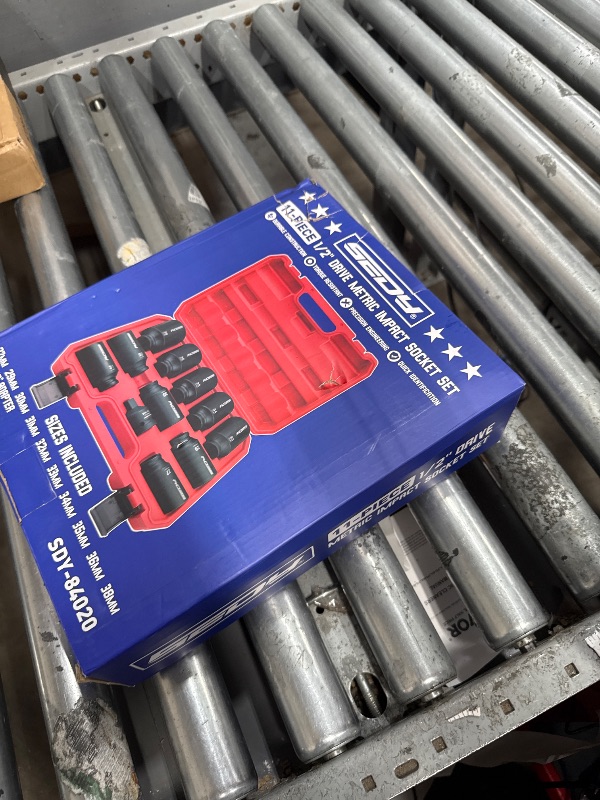 SEDY®
11-PIECE 1/2" DRIVE METRIC IMPACT SOCKET SET
DURABLE CONSTRUCTION
TORQUE RESISTANT
PRECISION ENGINEERING
QUICK IDENTIFICATION
SIZES INCLUDED
29MM 30MM 31MM 32MM 33MM 34MM 35MM 36MM 38MM
ADAPTER
SDY-84020
SEDY
11-PIECE 1/2" DRIVE
METRIC IMPACT SOCKET SET